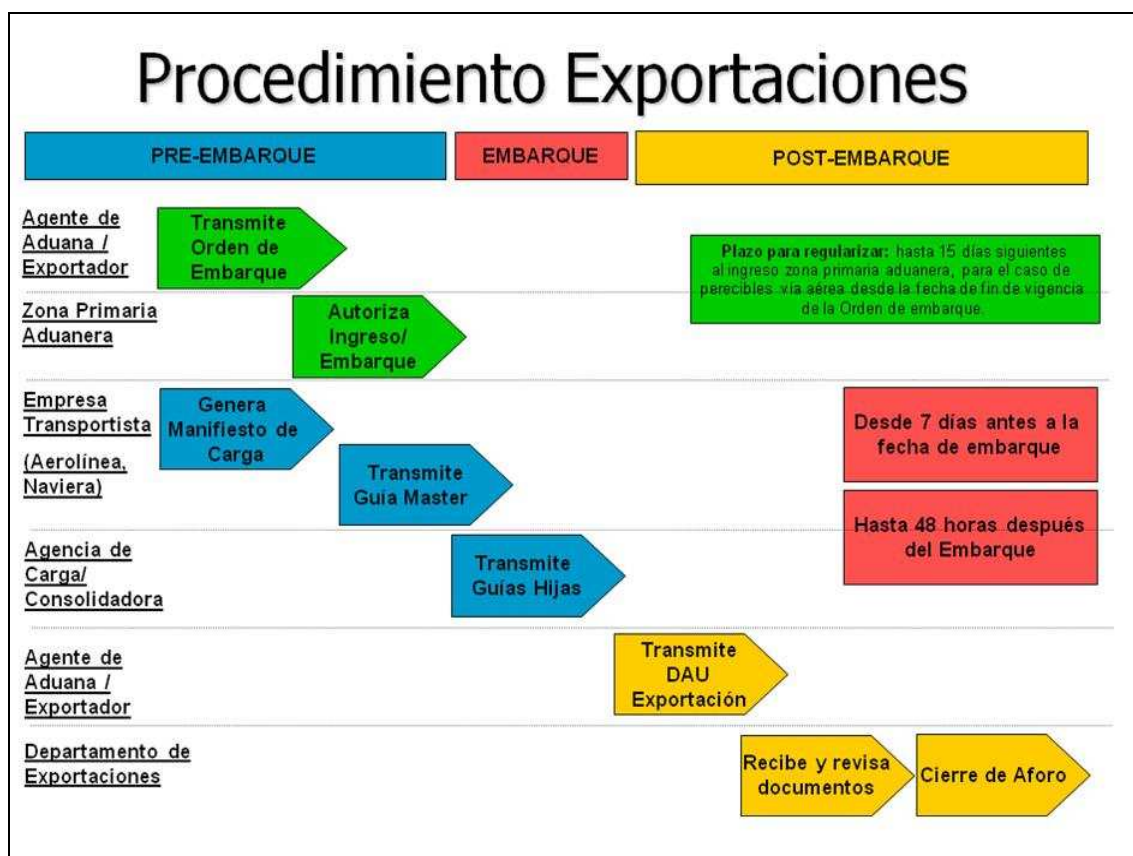 Procedimiento Exportaciones
PRE-EMBARQUE
EMBARQUE
POST-EMBARQUE
Agente de
Aduana /
Exportador
Transmite
Orden de
Embarque
Plazo para regularizar: hasta 15 días siguientes
al ingreso zona primaria aduanera, para el caso de
perecibles vía aérea desde la fecha de fin de vigencia
de la Orden de embarque.
Zona Primaria
Aduanera
Autoriza
Ingreso/
Embarque
Empresa
Transportista
(Aerolínea,
Naviera)
Genera
Manifiesto de
Carga
Transmite
Guía Master
Desde 7 días antes a la
fecha de embarque
Hasta 48 horas después
del Embarque
Agencia de
Carga/
Consolidadora
Transmite
Guías Hijas
Agente de
Aduana /
Exportador
Transmite
DAU
Exportación
Departamento de
Exportaciones
Recibe y revisa
documentos
Cierre de Aforo